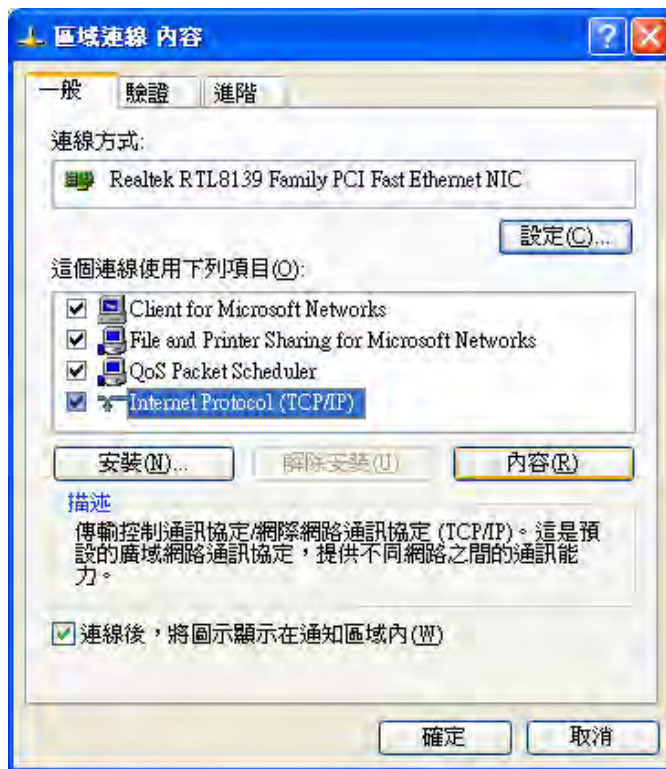 區域連線 內容
一般 驗證 進階
連線方式:
Realtek RTL8139 Family PCI Fast Ethernet NIC
設定(C)...
這個連線使用下列項目(O):
Client for Microsoft Networks
File and Printer Sharing for Microsoft Networks
QoS Packet Scheduler
Internet Protocol (TCP/IP)
安裝(N)... 解除安裝(U) 內容(R)
描述
傳輸控制通訊協定/網際網路通訊協定 (TCP/IP)。這是預
設的廣域網路通訊協定，提供不同網路之間的通訊能
力。
連線後，將圖示顯示在通知區域內(W)
確定 取消